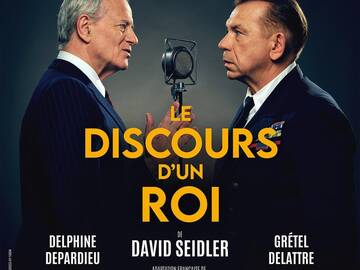 LE
DISCOURS
D'UN
ROI
DE
DELPHINE
DEPARDIEU
DAVID SEIDLER
GRÉTEL
DELATTRE
ADAPTATION FRANÇAISE DE